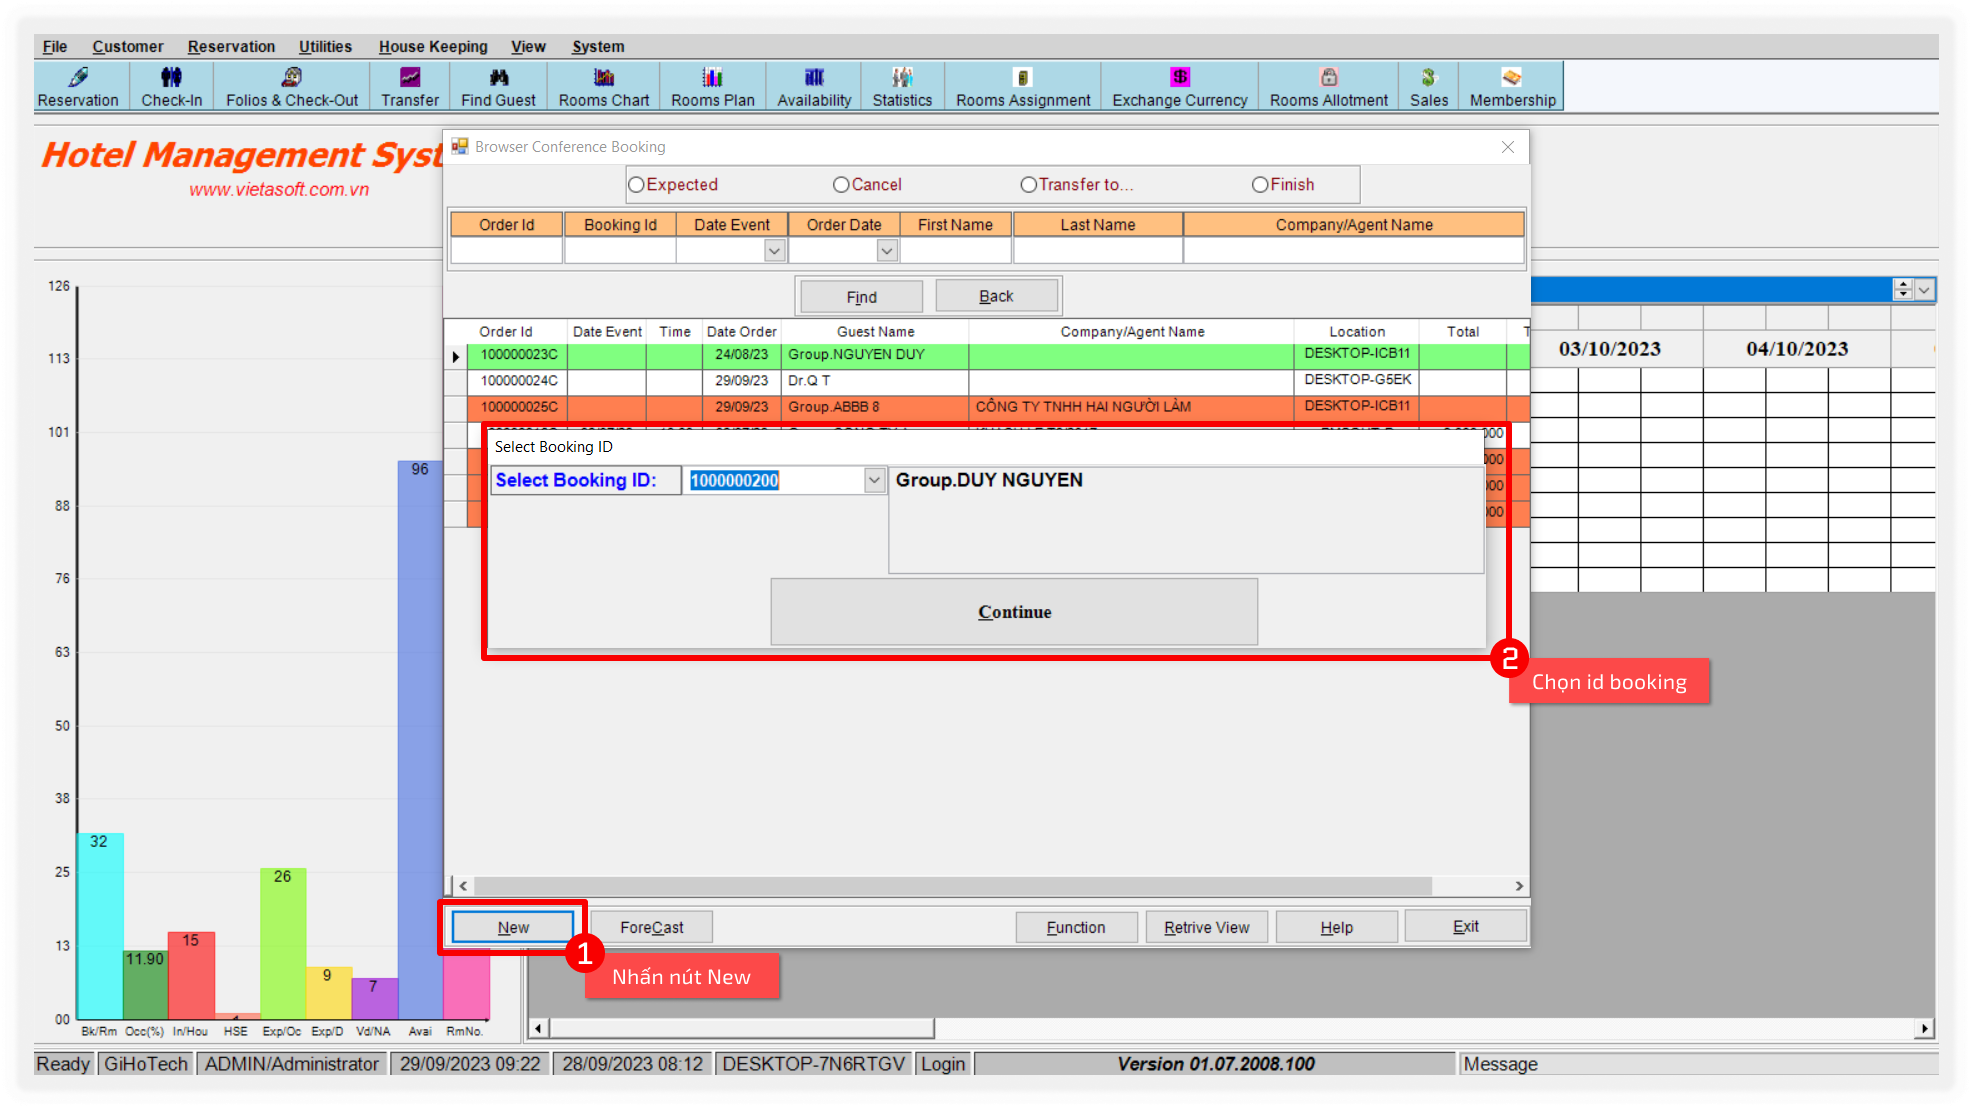 File Customer Reservation Utilities House Keeping View System
Reservation Check-In Folios & Check-Out Transfer Find Guest Rooms Chart Rooms Plan Availability Statistics Rooms Assignment Exchange Currency Rooms Allotment Sales Membership
Hotel Management Syst
www.vietasoft.com.vn
Browser Conference Booking
Expected Cancel Transfer to... Finish
Order Id Booking Id Date Event Order Date First Name Last Name Company/Agent Name
Find Back
Order Id Date Event Time Date Order Guest Name Company/Agent Name Location Total T
100000023C 24/08/23 Group.NGUYEN DUY DESKTOP-ICB11
100000024C 29/09/23 Dr.Q T DESKTOP-G5EK
100000025C 29/09/23 Group.ABBB 8 CÔNG TY TNHH HAI NGƯỜI LÀM DESKTOP-ICB11
000
000
000
000
Select Booking ID
Select Booking ID: 1000000200 Group.DUY NGUYEN
Continue
2
Chọn id booking
03/10/2023 04/10/2023
126
113
101
88
76
63
50
38
25
13
00
32
11.90
15
26
9
7
96
Bk/Rm Occ(%) In/Hou HSE Exp/Oc Exp/D Vd/NA Avai RmNo.
New ForeCast Function Retrive View Help Exit
1
Nhấn nút New
Ready GiHoTech ADMIN/Administrator 29/09/2023 09:22 28/09/2023 08:12 DESKTOP-7N6RTGV Login Version 01.07.2008.100 Message